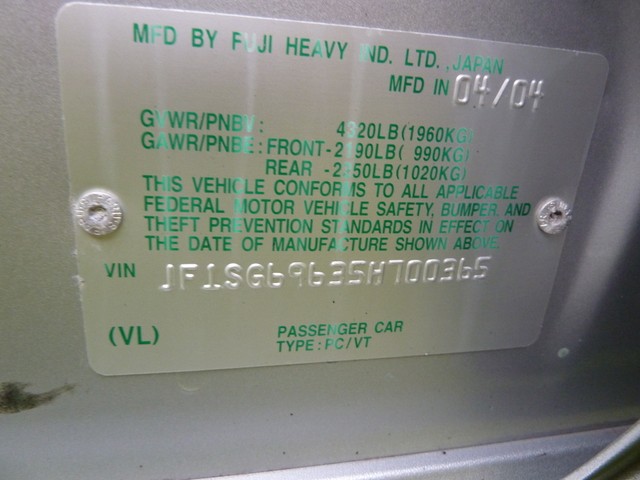 MFD BY FUJI HEAVY IND. LTD., JAPAN
MFD IN 04/04
GVWR/PNBV: 4320LB(1960KG)
GAWR/PNBE: FRONT-2190LB( 990KG)
REAR -2250LB(1020KG)
THIS VEHICLE CONFORMS TO ALL APPLICABLE
FEDERAL MOTOR VEHICLE SAFETY, BUMPER, AND
THEFT PREVENTION STANDARDS IN EFFECT ON
THE DATE OF MANUFACTURE SHOWN ABOVE.
VIN JF1SG69635H700365
(VL) PASSENGER CAR
TYPE: PC/VT